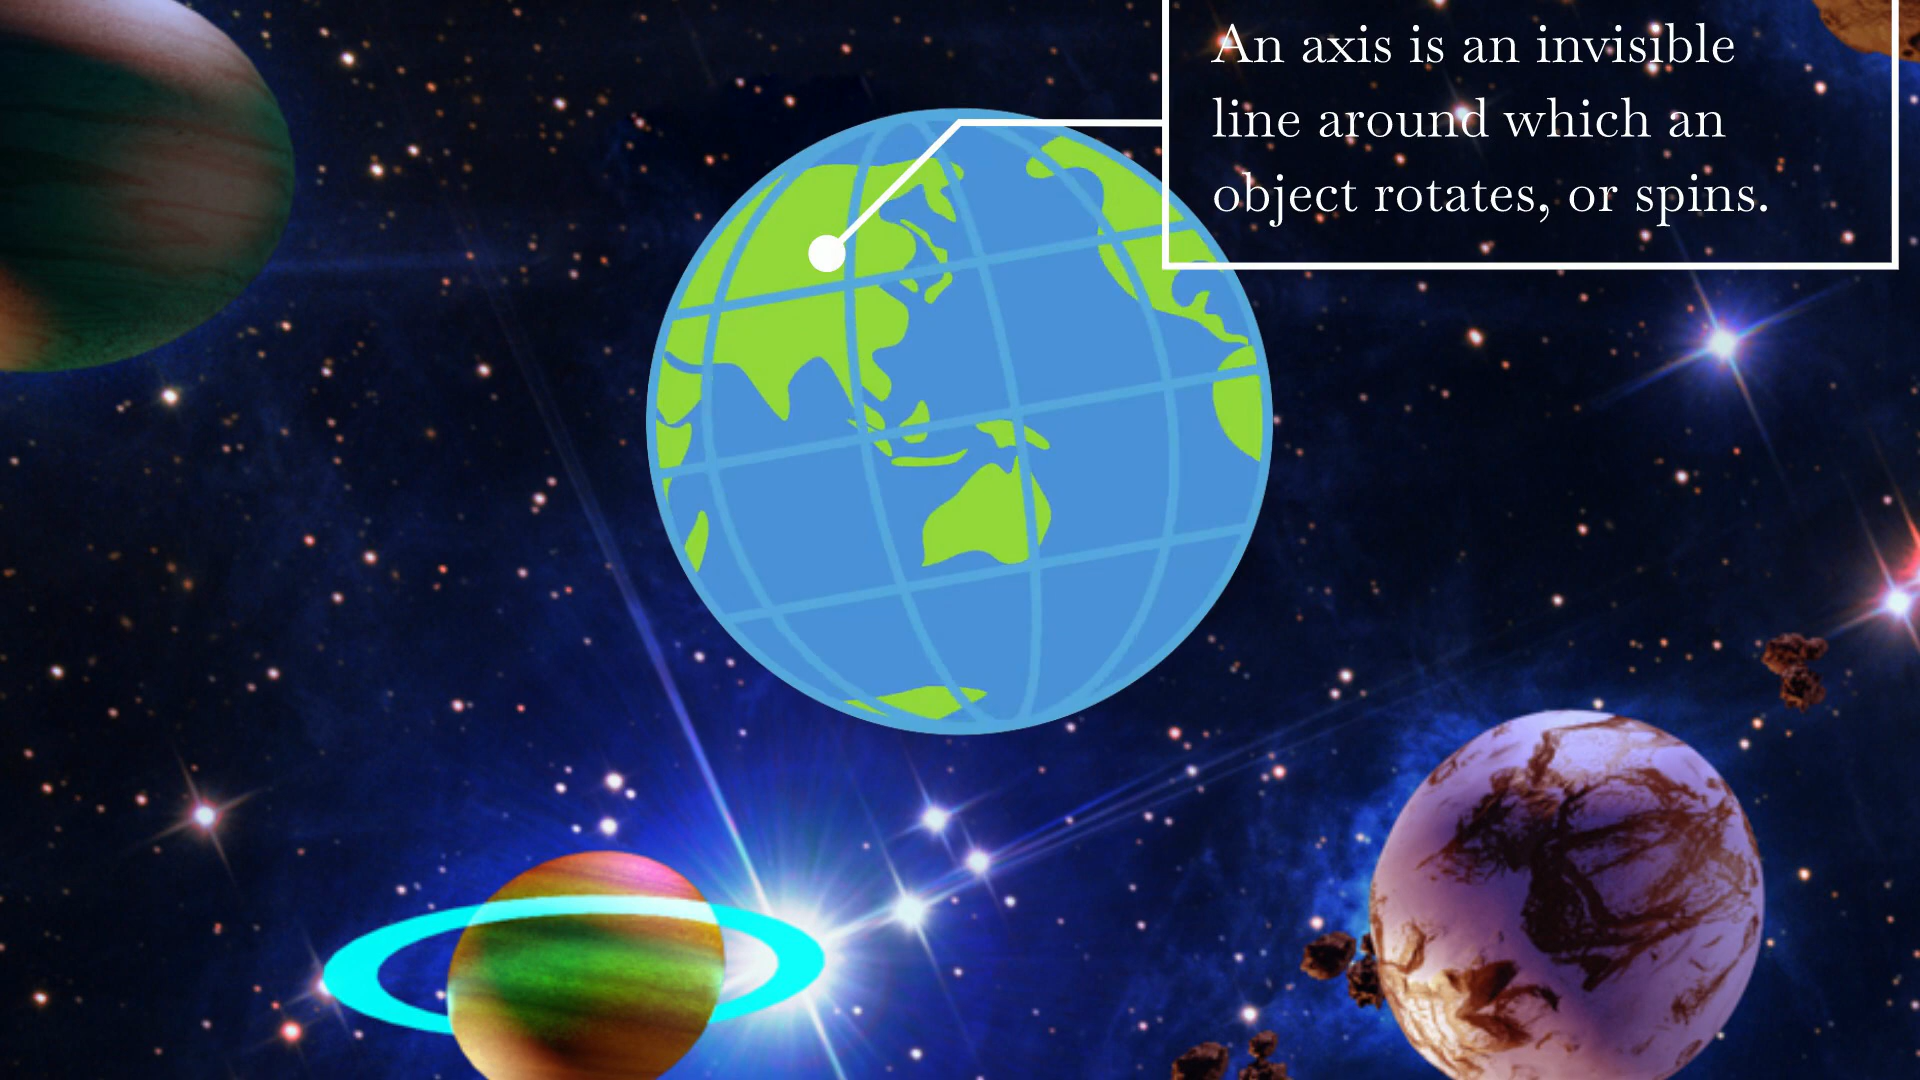 An axis is an invisible
line around which an
object rotates, or spins.